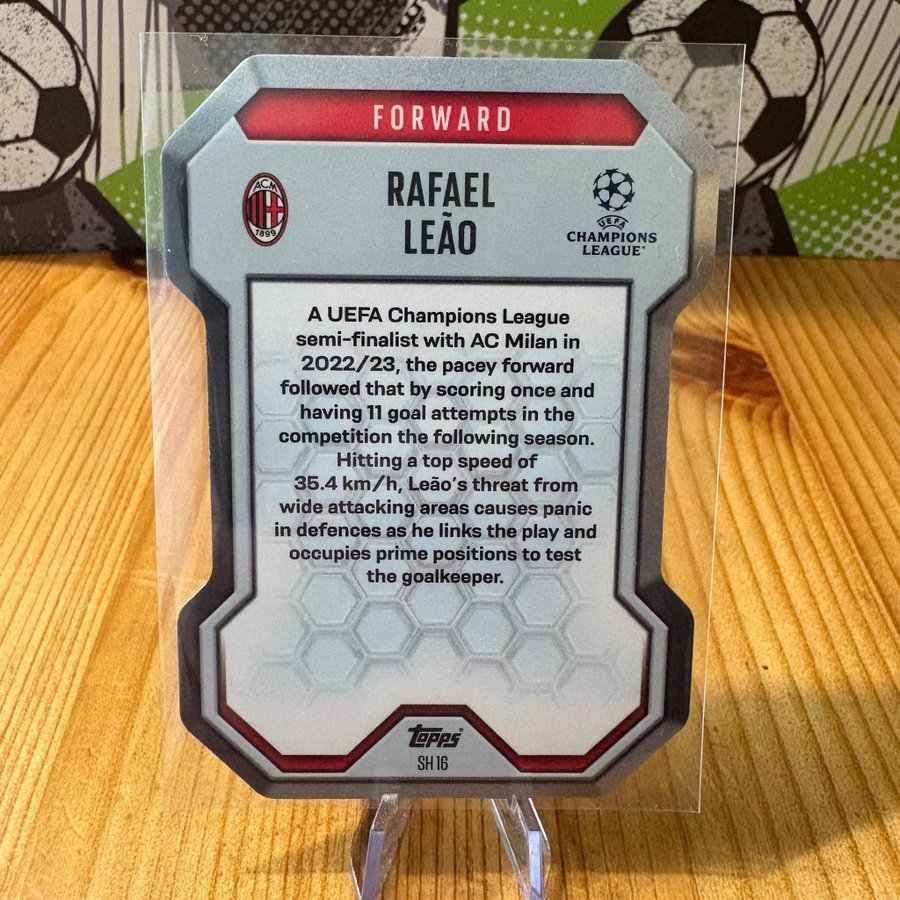 FORWARD
RAFAEL
LEÃO
ACM
1899
UEFA
CHAMPIONS
LEAGUE
A UEFA Champions League
semi-finalist with AC Milan in
2022/23, the pacey forward
followed that by scoring once and
having 11 goal attempts in the
competition the following season.
Hitting a top speed of
35.4 km/h, Leão's threat from
wide attacking areas causes panic
in defences as he links the play and
occupies prime positions to test
the goalkeeper.
topps
SH 16